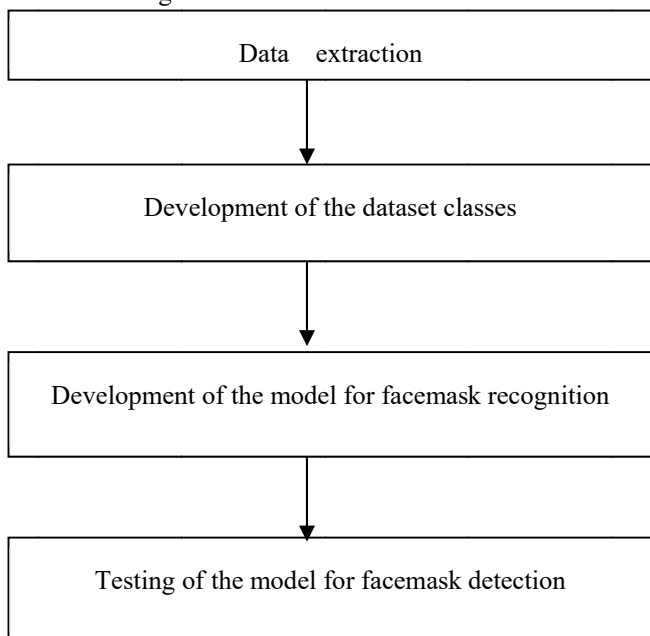 Data extraction
Development of the dataset classes
Development of the model for facemask recognition
Testing of the model for facemask detection